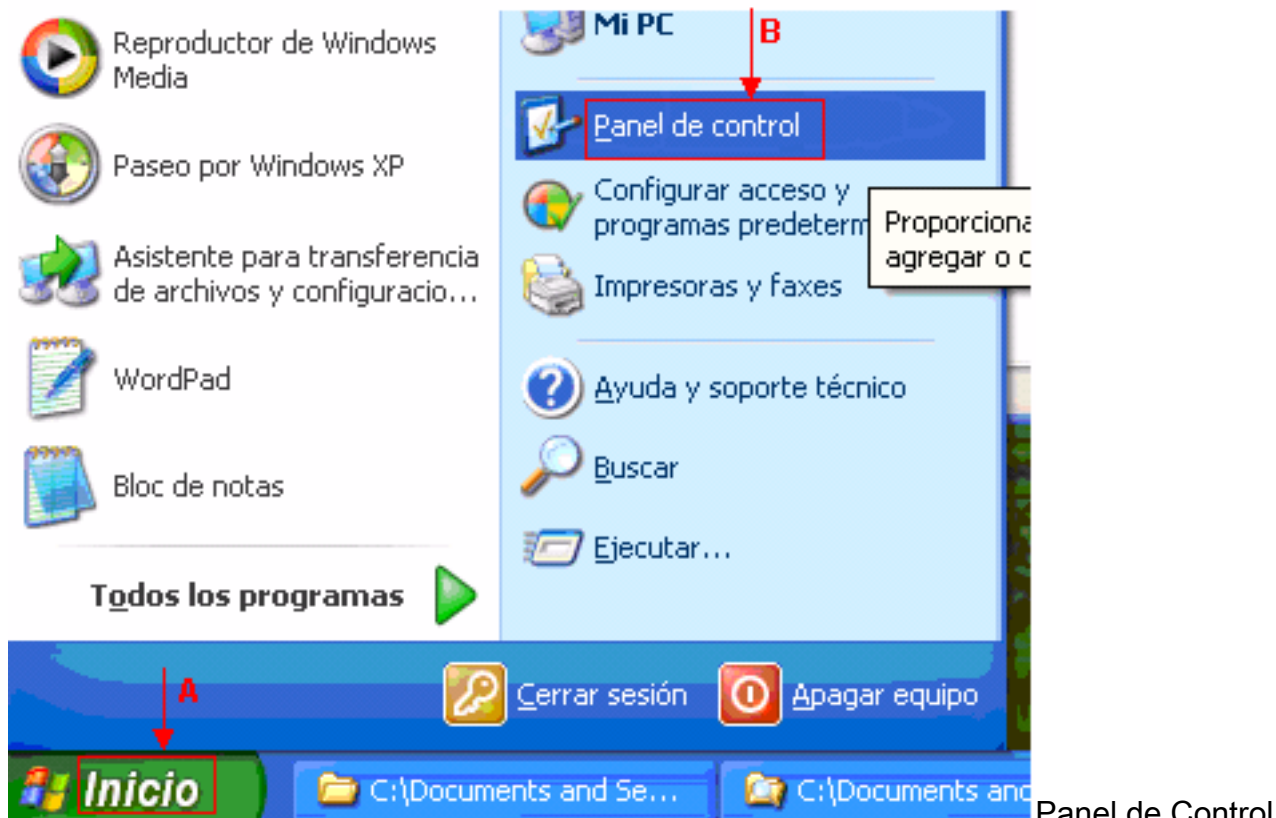 Reproductor de Windows
Media
Paseo por Windows XP
Asistente para transferencia
de archivos y configuracio...
WordPad
Bloc de notas
Todos los programas
Mi PC
B
Panel de control
Configurar acceso y
programas predeterm
Proporciona
agregar o c
Impresoras y faxes
Ayuda y soporte técnico
Buscar
Ejecutar...
A
Cerrar sesión
Apagar equipo
Inicio
C:\Documents and Se...
C:\Documents and
Panel de Control